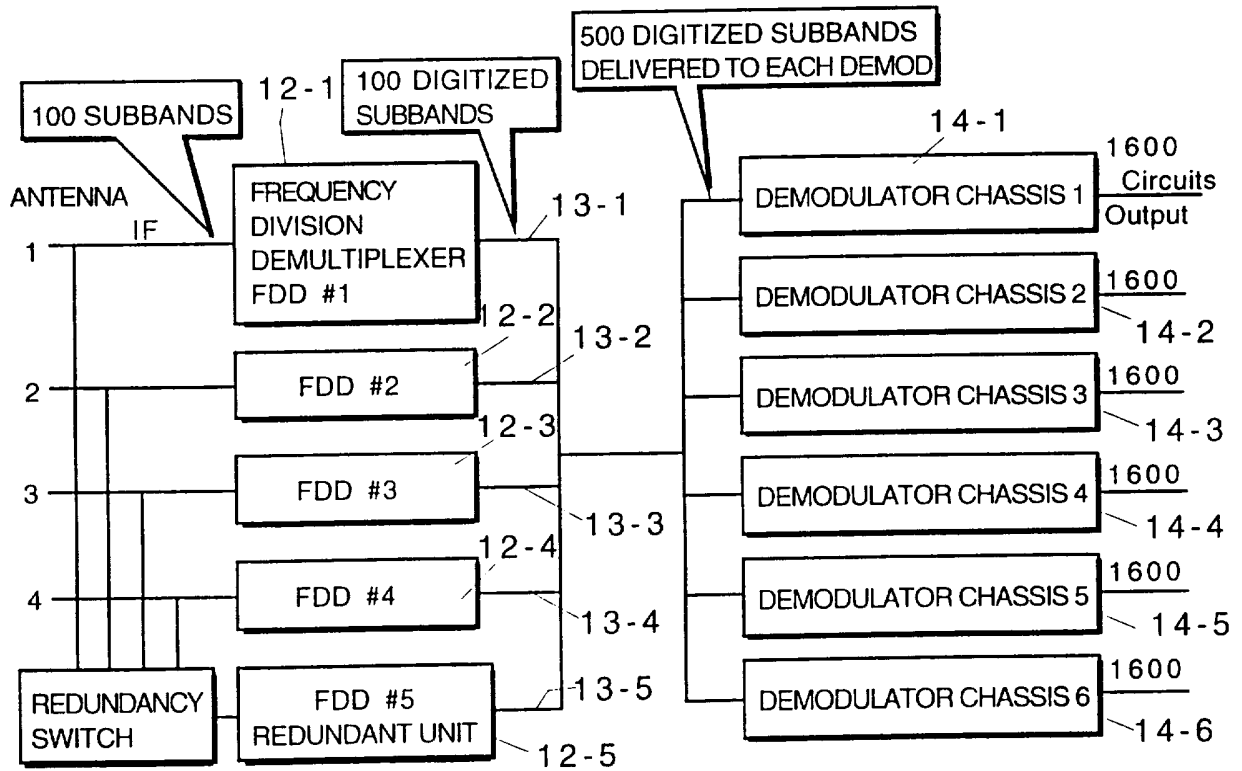 500 DIGITIZED SUBBANDS
DELIVERED TO EACH DEMOD
100 SUBBANDS
12-1
100 DIGITIZED
SUBBANDS
ANTENNA
1
IF
FREQUENCY
DIVISION
DEMULTIPLEXER
FDD #1
13-1
14-1
DEMODULATOR CHASSIS 1
1600
Circuits
Output
2
FDD #2
12-2
13-2
DEMODULATOR CHASSIS 2
1600
14-2
3
FDD #3
12-3
13-3
DEMODULATOR CHASSIS 3
1600
14-3
4
FDD #4
12-4
13-4
DEMODULATOR CHASSIS 4
1600
14-4
DEMODULATOR CHASSIS 5
1600
14-5
REDUNDANCY
SWITCH
FDD #5
REDUNDANT UNIT
13-5
12-5
DEMODULATOR CHASSIS 6
1600
14-6